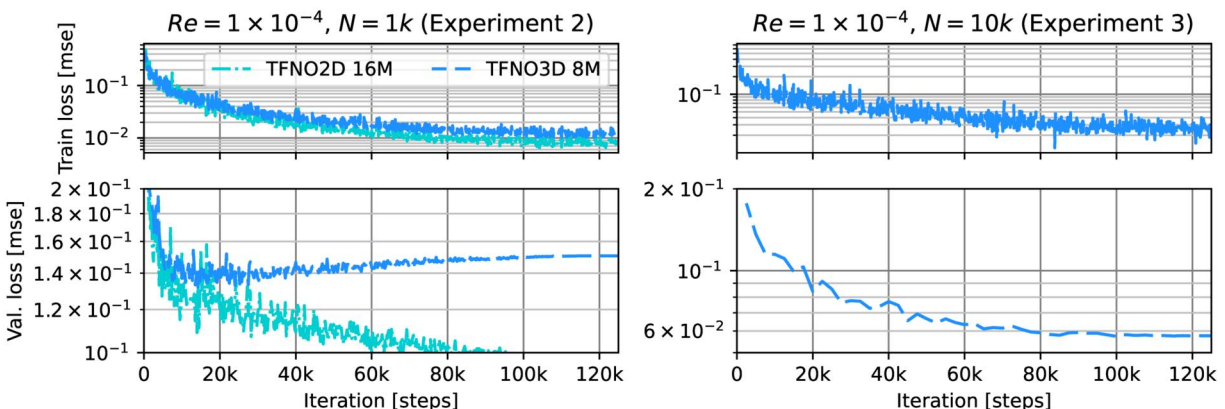 Re = 1 × 10⁻⁴, N = 1k (Experiment 2)
Train loss [mse]
10⁻¹
10⁻²
TFNO2D 16M
TFNO3D 8M
Val. loss [mse]
2 × 10⁻¹
1.8 × 10⁻¹
1.6 × 10⁻¹
1.4 × 10⁻¹
1.2 × 10⁻¹
10⁻¹
0 20k 40k 60k 80k 100k 120k
Iteration [steps]
Re = 1 × 10⁻⁴, N = 10k (Experiment 3)
10⁻¹
2 × 10⁻¹
10⁻¹
6 × 10⁻²
0 20k 40k 60k 80k 100k 120k
Iteration [steps]